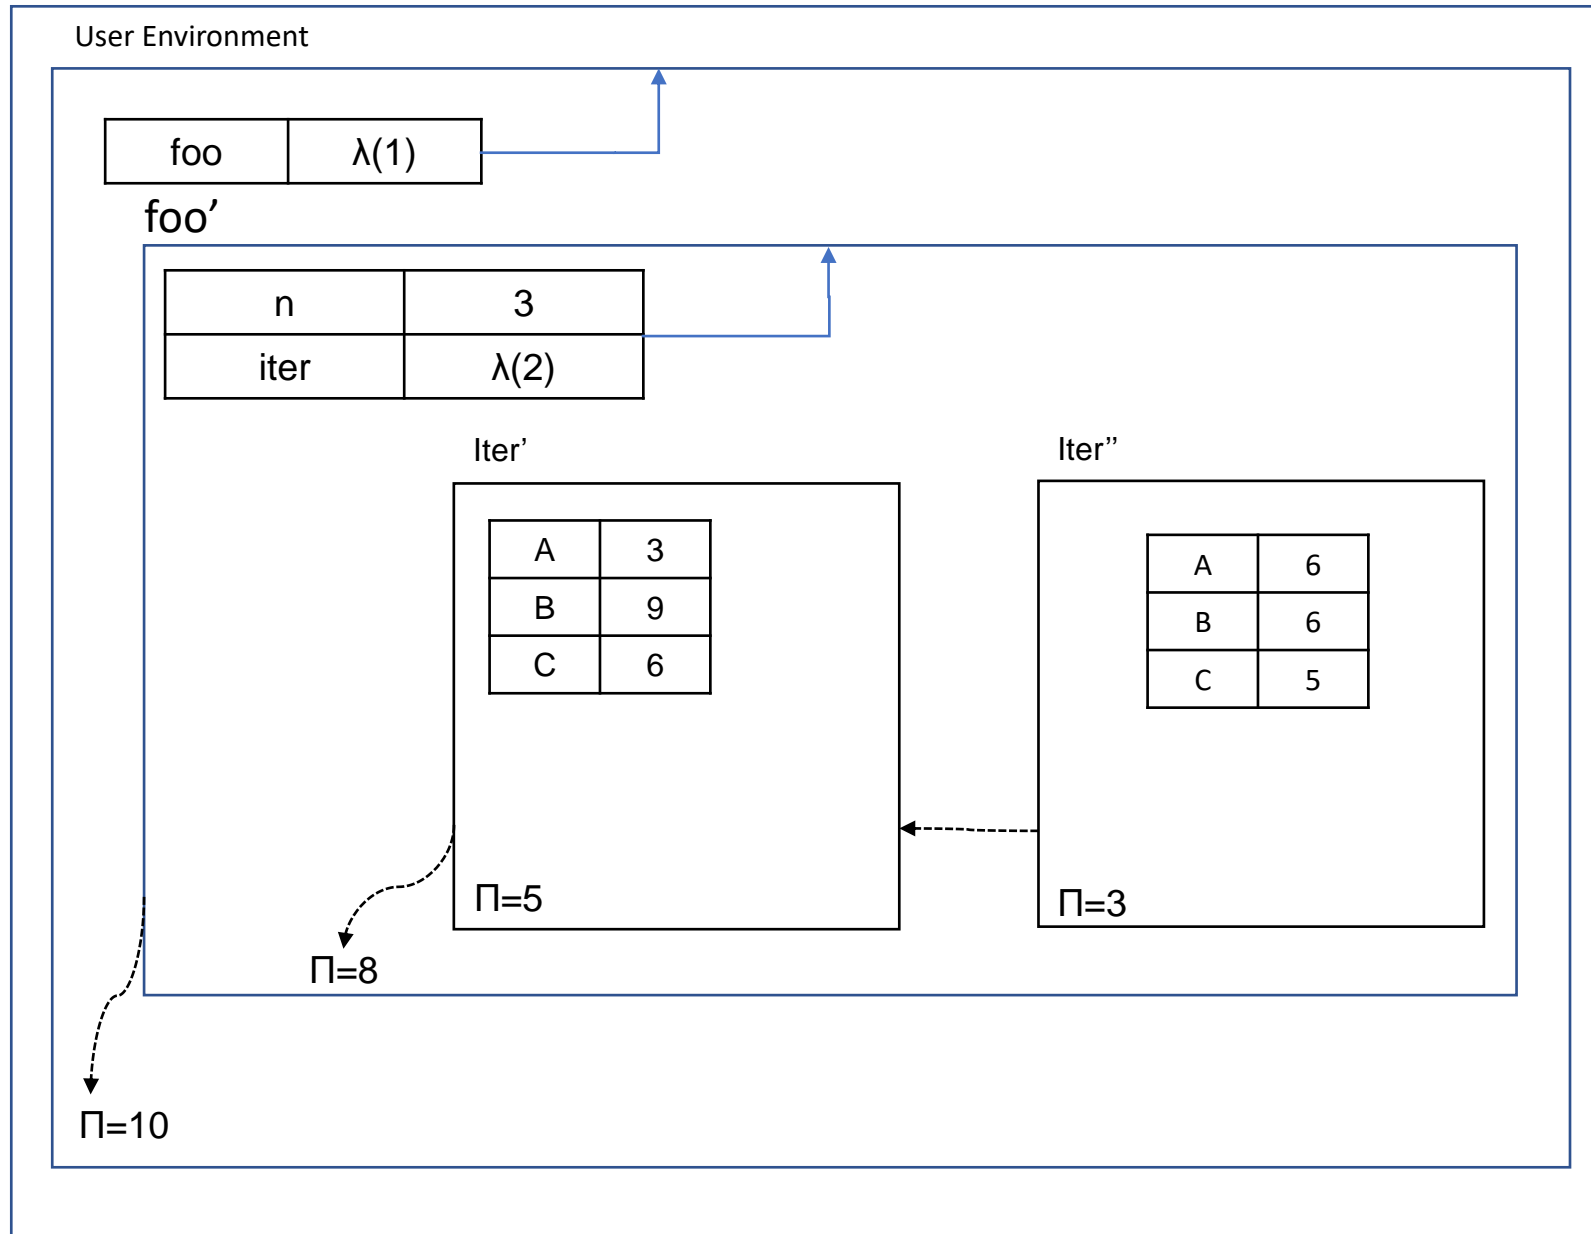 User Environment
foo λ(1)
foo’
n 3
iter λ(2)
Iter’
Iter’’
A 3
B 9
C 6
A 6
B 6
C 5
Π=5
Π=3
Π=8
Π=10